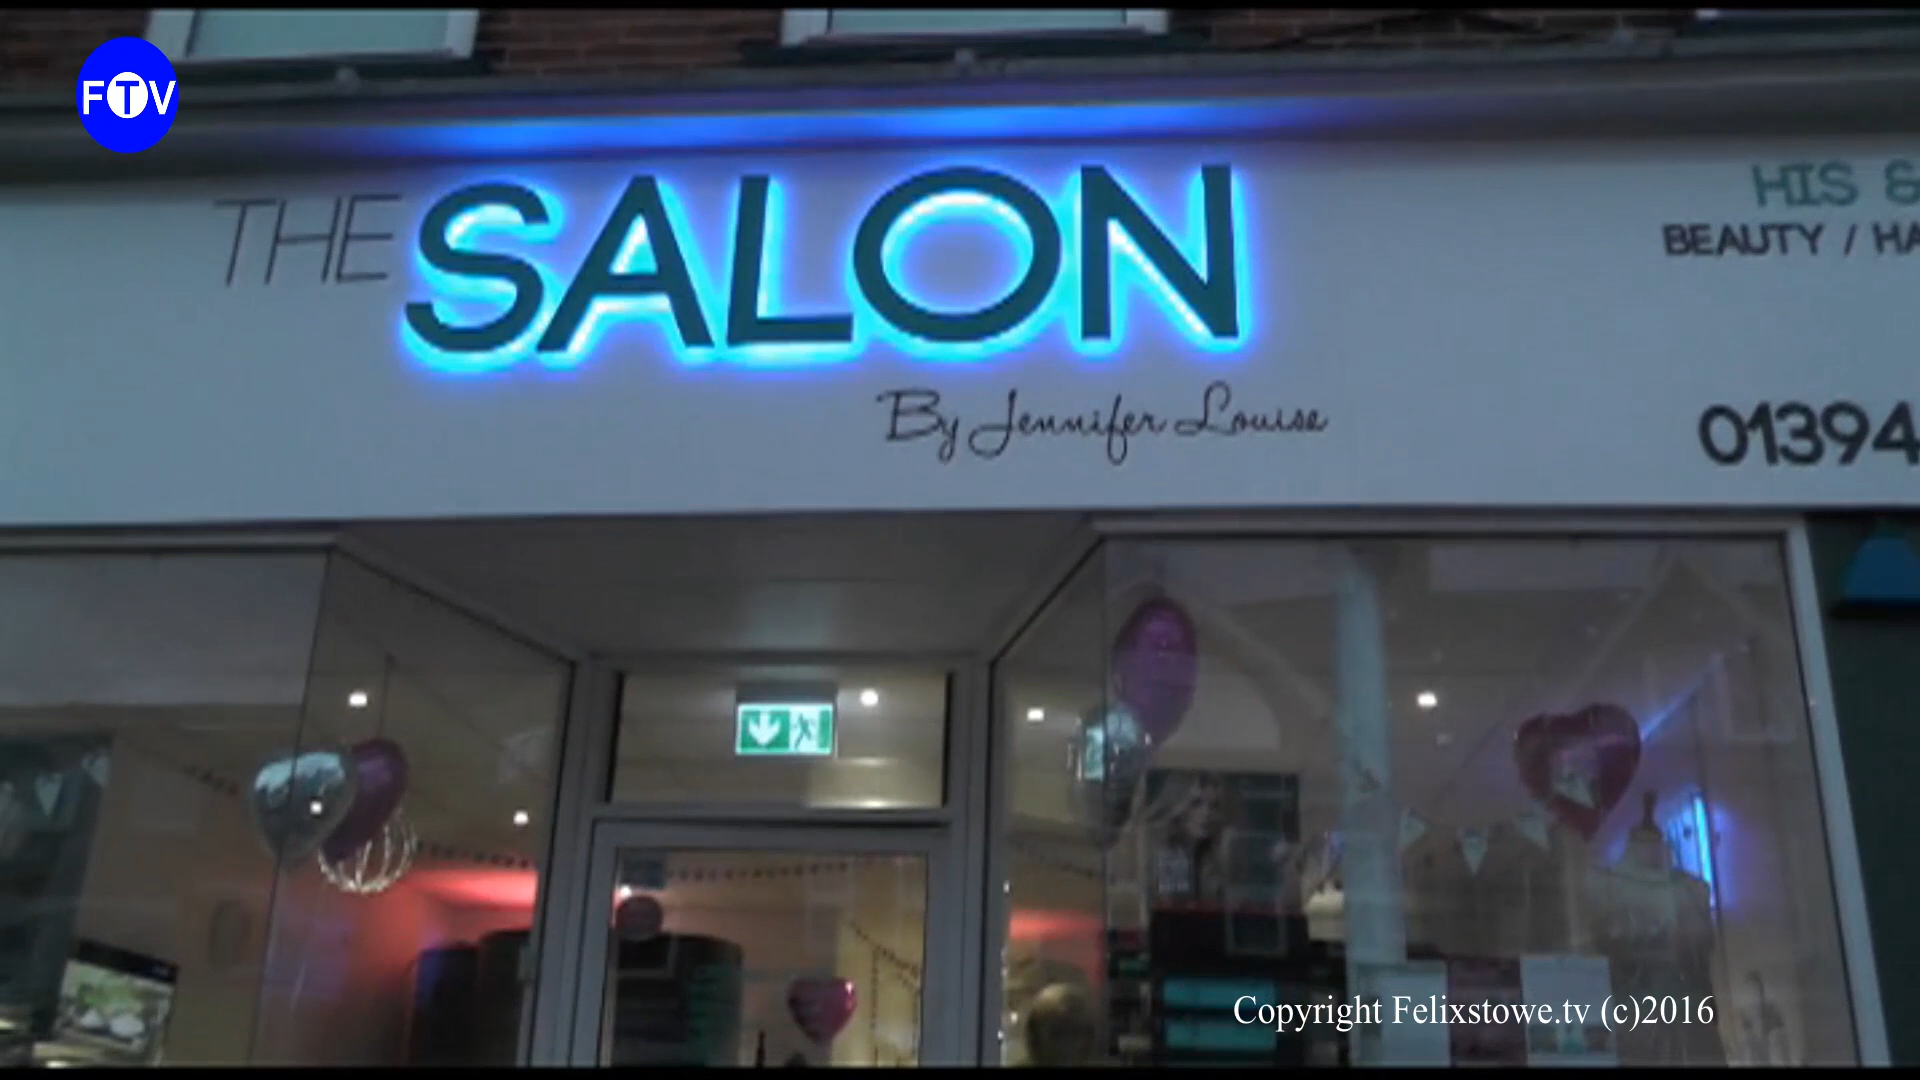 FTV
THE SALON
By Jennifer Louise
HIS &
BEAUTY / HA
01394
Copyright Felixstowe.tv (c)2016